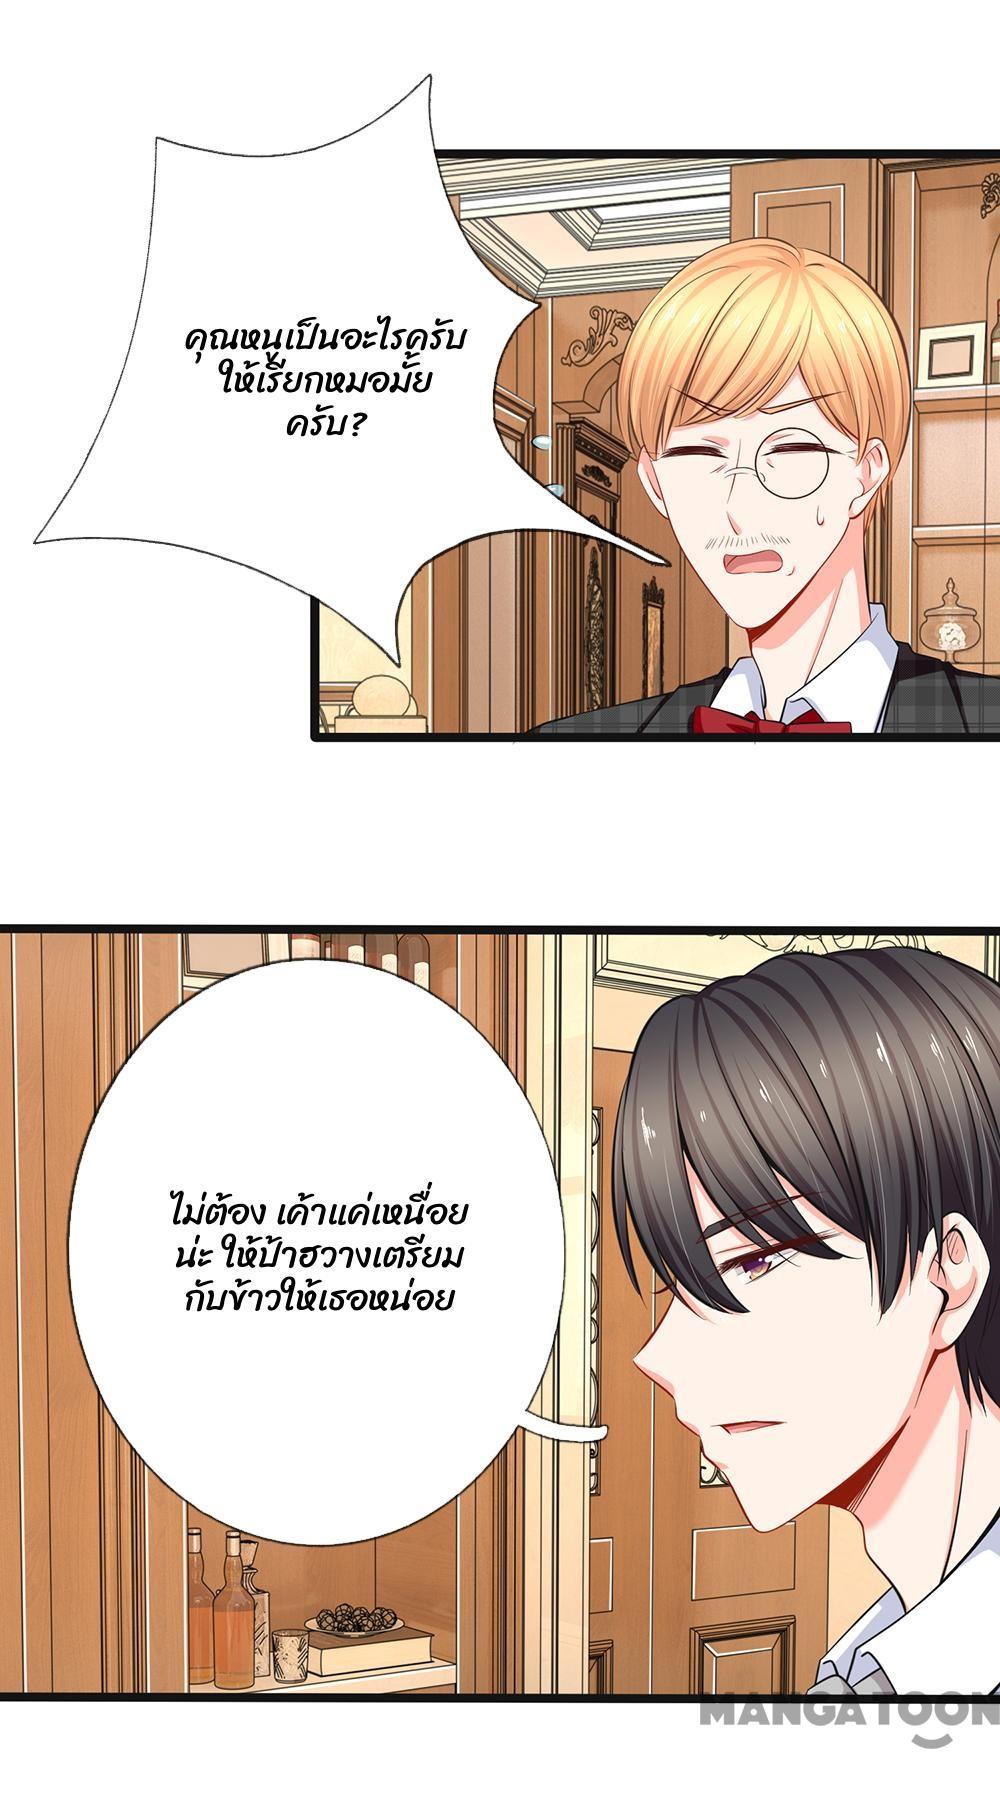 คุณหนูเป็นอะไรครับ
ให้เรียกหมอมั้ย
ครับ?
ไม่ต้อง เค้าแค่เหนื่อย
น่ะ ให้ป้าฮวางเตรียม
กับข้าวให้เธอหน่อย
MANGATOON